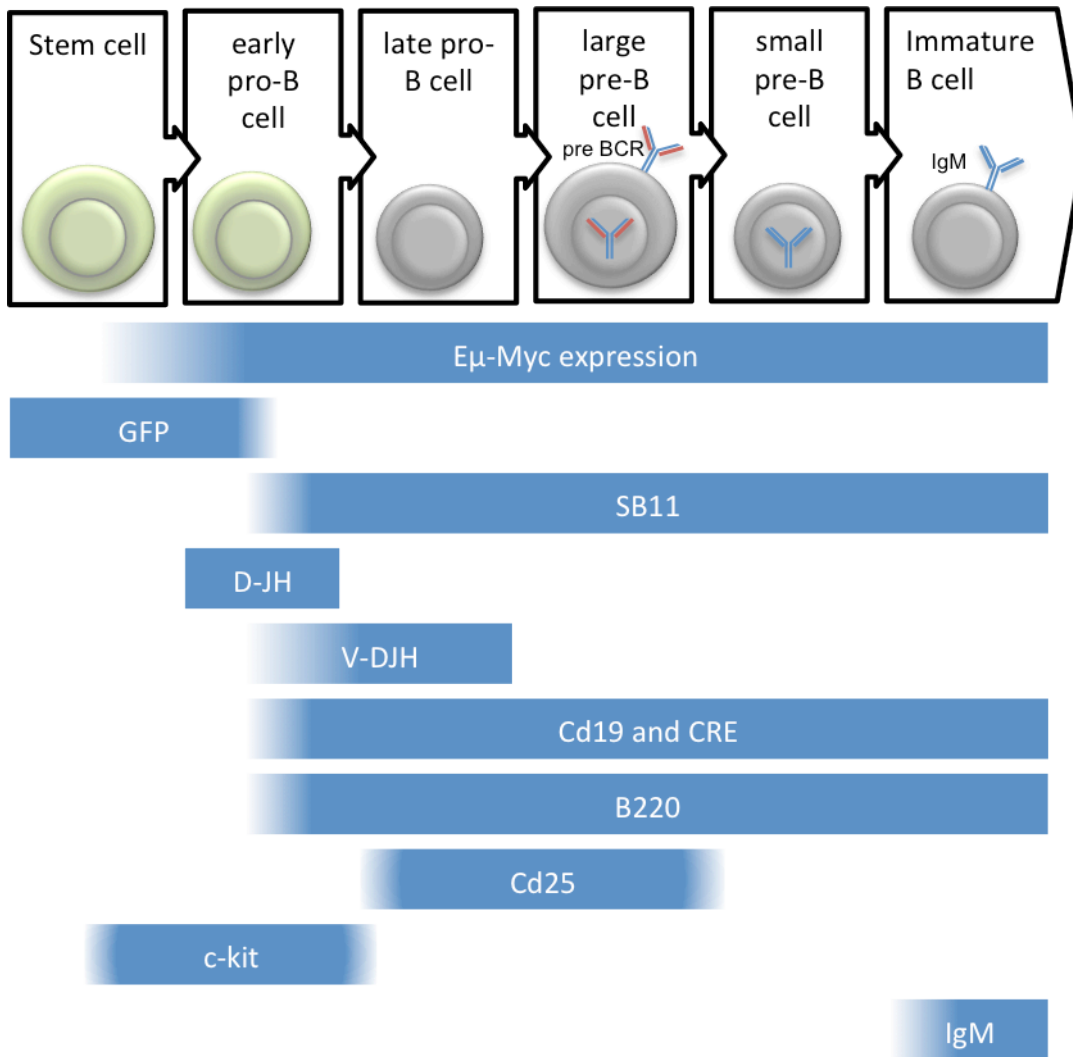 Stem cell
early
pro-B
cell
late pro-
B cell
large
pre-B
cell
pre BCR
small
pre-B
cell
Immature
B cell
IgM
Eμ-Myc expression
GFP
SB11
D-JH
V-DJH
Cd19 and CRE
B220
Cd25
c-kit
IgM